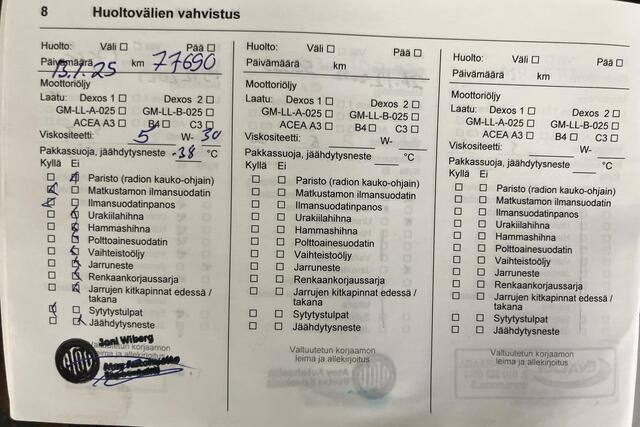 8 Huoltovälien vahvistus
Huolto: Väli □ Pää □
Päivämäärä 13.1.25 km 77690
Moottoriöljy
Laatu: Dexos 1 □ Dexos 2 □
GM-LL-A-025 □ GM-LL-B-025 □
ACEA A3 □ B4 □ C3 □
Viskositeetti: 5 W- 30
Pakkassuoja, jäähdytysneste -38 °C
Kyllä Ei
Paristo (radion kauko-ohjain)
Matkustamon ilmansuodatin
Ilmansuodatinpanos
Urakiilahihna
Hammashihna
Polttoainesuodatin
Vaihteistoöljy
Jarruneste
Renkaankorjaussarja
Jarrujen kitkapinnat edessä /
takana
Sytytystulpat
Jäähdytysneste
Joni Wiberg
Valtuutetun korjaamon
leima ja allekirjoitus
Huolto: Väli □ Pää □
Päivämäärä km
Moottoriöljy
Laatu: Dexos 1 □ Dexos 2 □
GM-LL-A-025 □ GM-LL-B-025 □
ACEA A3 □ B4 □ C3 □
Viskositeetti: W-
Pakkassuoja, jäähdytysneste °C
Kyllä Ei
□ □ Paristo (radion kauko-ohjain)
□ □ Matkustamon ilmansuodatin
□ □ Ilmansuodatinpanos
□ □ Urakiilahihna
□ □ Hammashihna
□ □ Polttoainesuodatin
□ □ Vaihteistoöljy
□ □ Jarruneste
□ □ Renkaankorjaussarja
□ □ Jarrujen kitkapinnat edessä /
takana
□ □ Sytytystulpat
□ □ Jäähdytysneste
Valtuutetun korjaamon
leima ja allekirjoitus
Huolto: Väli □ Pää □
Päivämäärä km
Moottoriöljy
Laatu: Dexos 1 □ Dexos 2 □
GM-LL-A-025 □ GM-LL-B-025 □
ACEA A3 □ B4 □ C3 □
Viskositeetti: W-
Pakkassuoja, jäähdytysneste °C
Kyllä Ei
□ □ Paristo (radion kauko-ohjain)
□ □ Matkustamon ilmansuodatin
□ □ Ilmansuodatinpanos
□ □ Urakiilahihna
□ □ Hammashihna
□ □ Polttoainesuodatin
□ □ Vaihteistoöljy
□ □ Jarruneste
□ □ Renkaankorjaussarja
□ □ Jarrujen kitkapinnat edessä /
takana
□ □ Sytytystulpat
□ □ Jäähdytysneste
Valtuutetun korjaamon
leima ja allekirjoitus